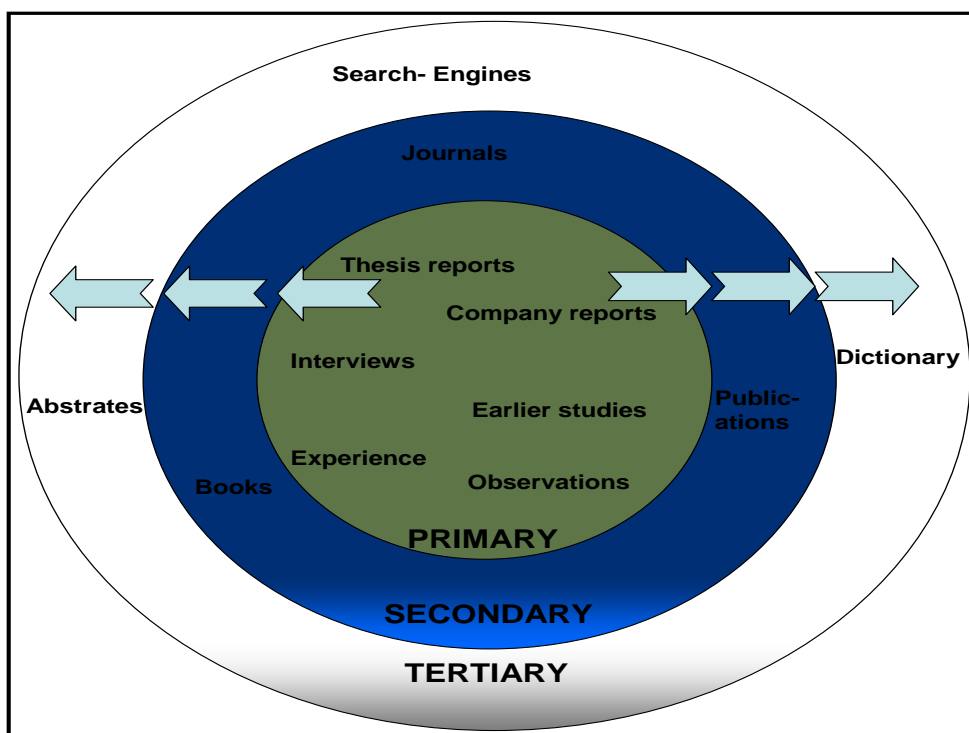 Search- Engines
Journals
Thesis reports
Company reports
Interviews
Dictionary
Abstrates
Earlier studies
Public-
ations
Experience
Books
Observations
PRIMARY
SECONDARY
TERTIARY